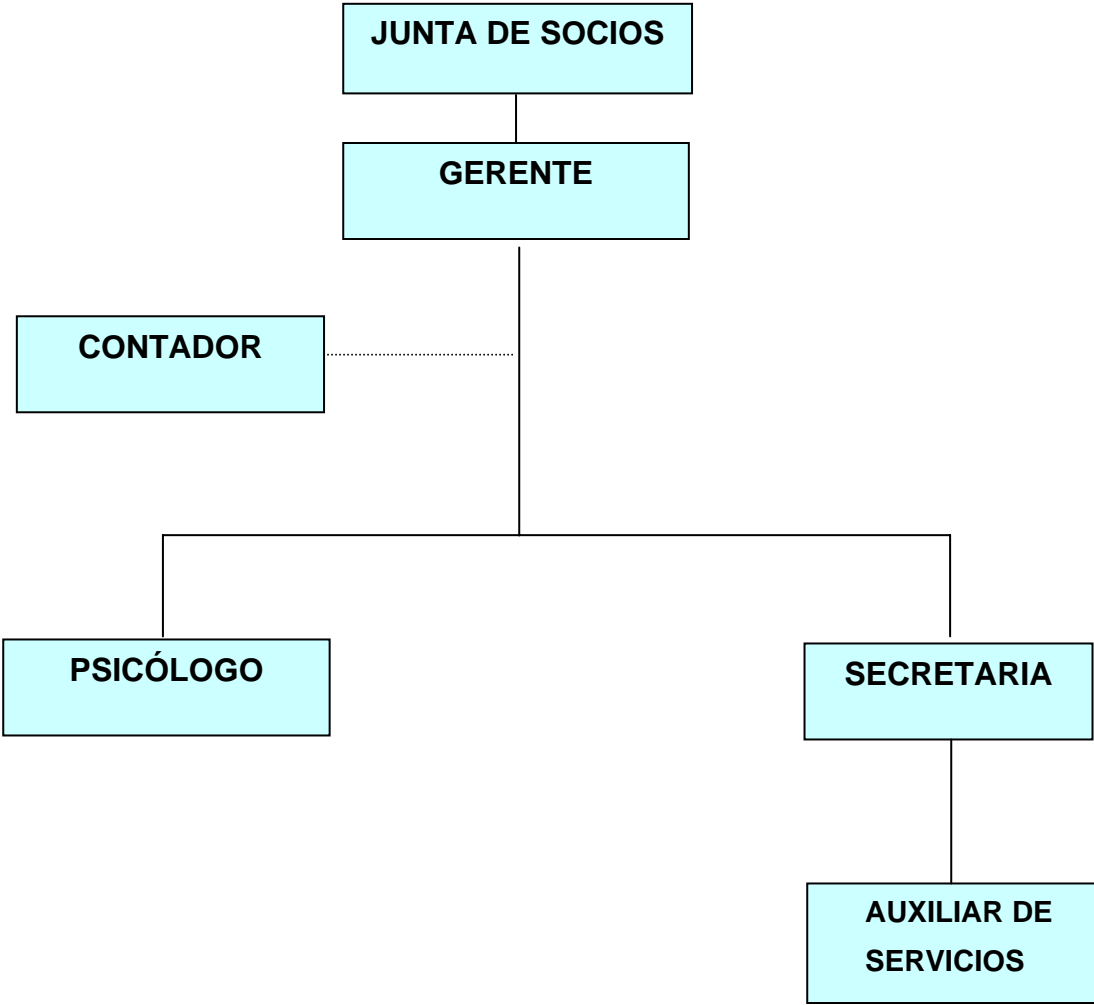 JUNTA DE SOCIOS
GERENTE
CONTADOR
PSICÓLOGO
SECRETARIA
AUXILIAR DE
SERVICIOS